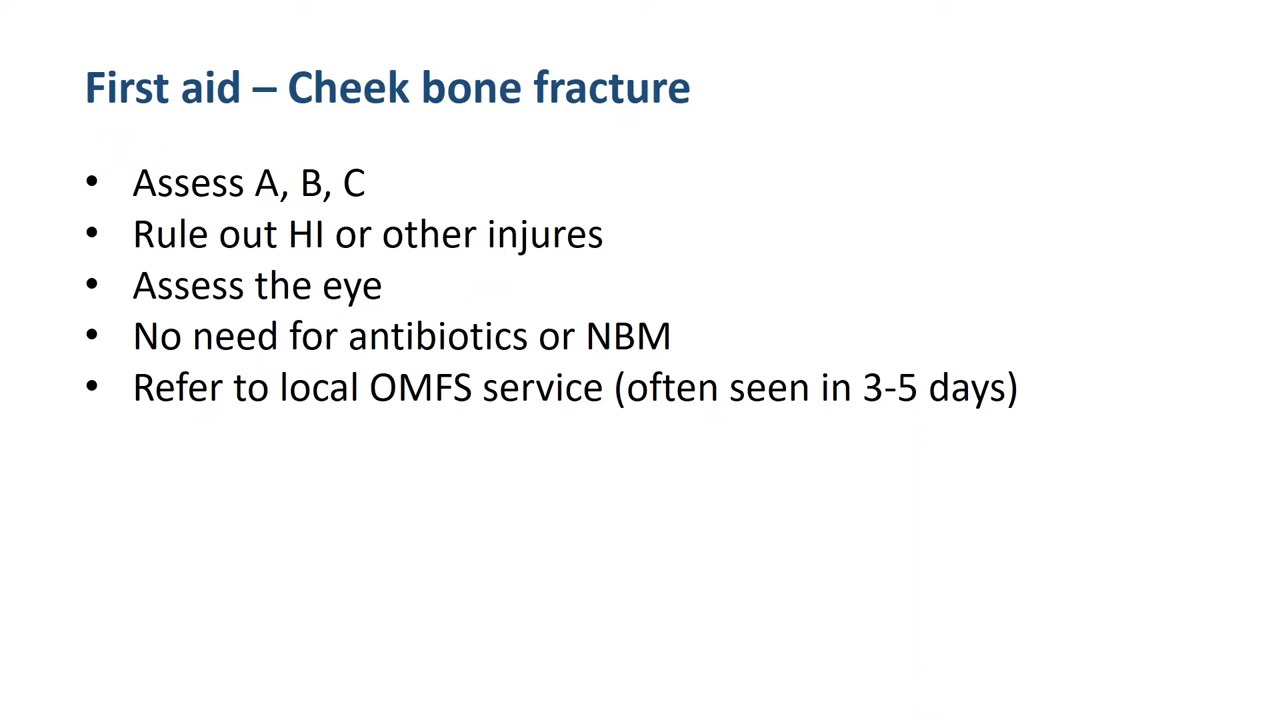 First aid – Cheek bone fracture
• Assess A, B, C
• Rule out HI or other injures
• Assess the eye
• No need for antibiotics or NBM
• Refer to local OMFS service (often seen in 3-5 days)